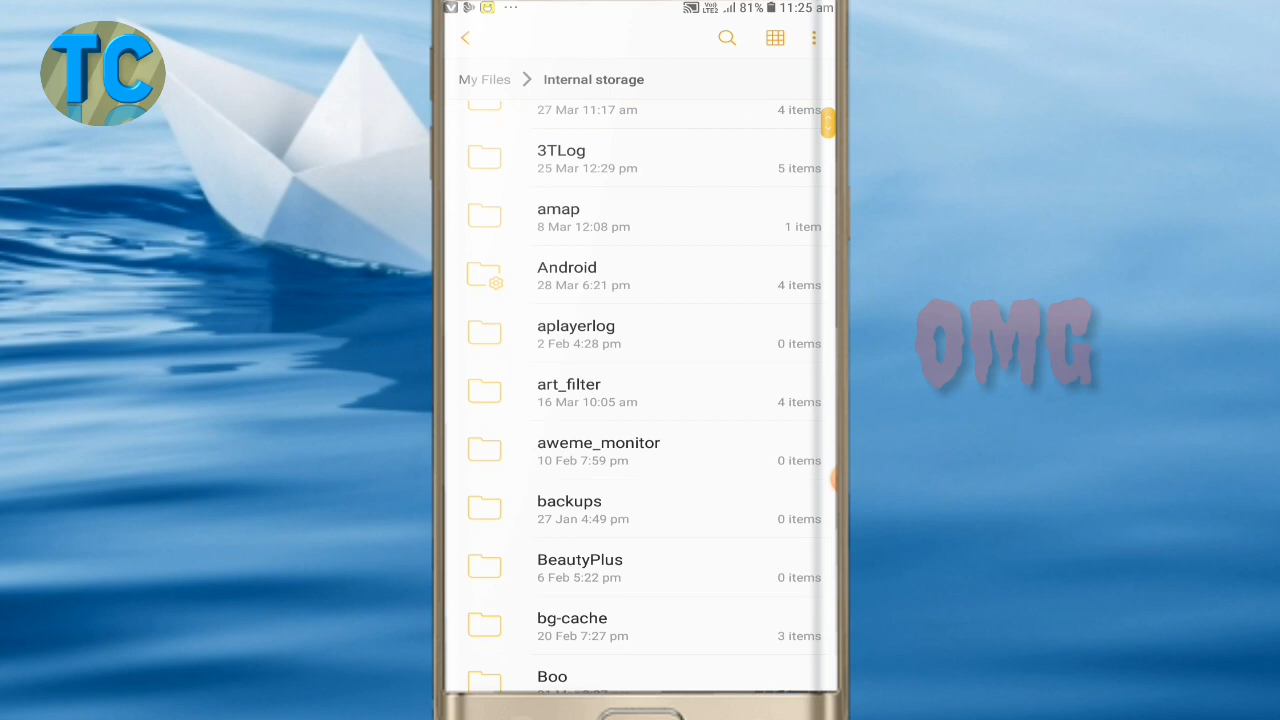 TC
VoD LTE2 81% 11:25 am
My Files > Internal storage
27 Mar 11:17 am 4 items
3TLog
25 Mar 12:29 pm 5 items
amap
8 Mar 12:08 pm 1 item
Android
28 Mar 6:21 pm 4 items
aplayerlog
2 Feb 4:28 pm 0 items
OMG
art_filter
16 Mar 10:05 am 4 items
aweme_monitor
10 Feb 7:59 pm 0 items
backups
27 Jan 4:49 pm 0 items
BeautyPlus
6 Feb 5:22 pm 0 items
bg-cache
20 Feb 7:27 pm 3 items
Boo